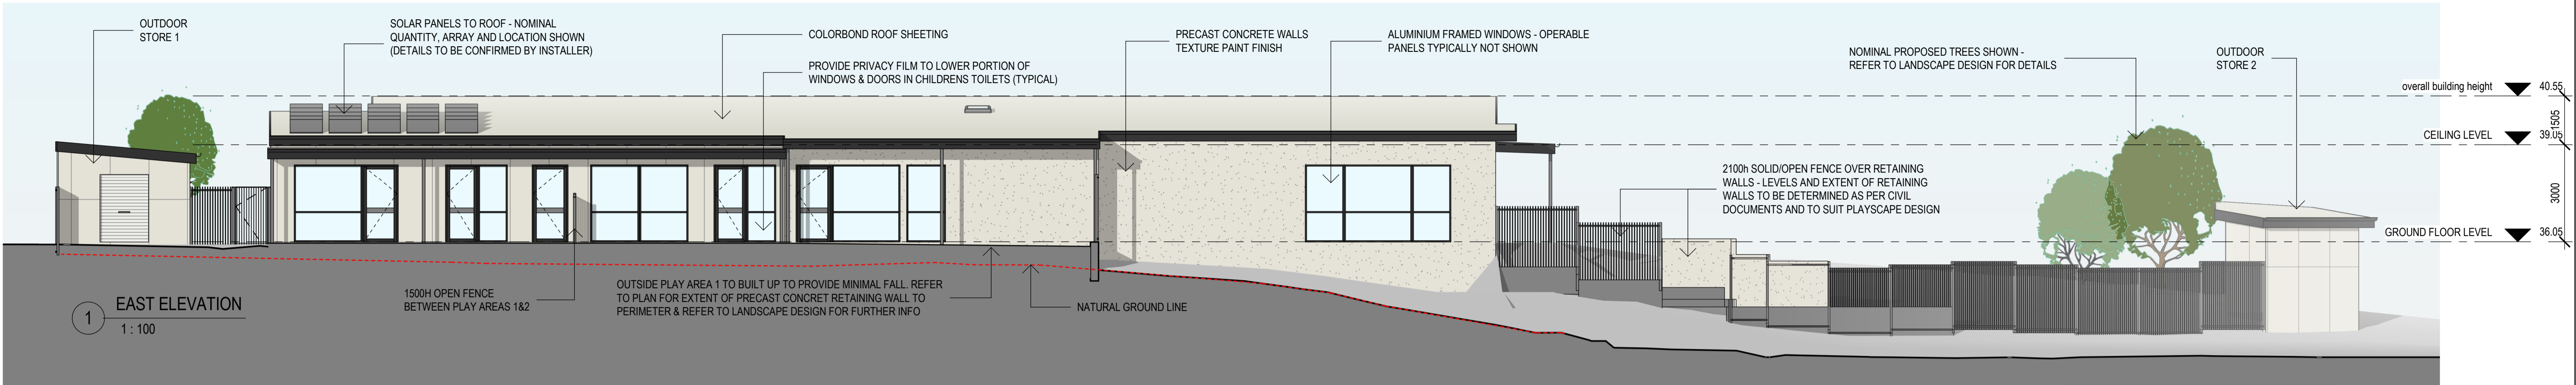 OUTDOOR
STORE 1
SOLAR PANELS TO ROOF - NOMINAL
QUANTITY, ARRAY AND LOCATION SHOWN
(DETAILS TO BE CONFIRMED BY INSTALLER)
COLORBOND ROOF SHEETING
PROVIDE PRIVACY FILM TO LOWER PORTION OF
WINDOWS & DOORS IN CHILDRENS TOILETS (TYPICAL)
PRECAST CONCRETE WALLS
TEXTURE PAINT FINISH
ALUMINIUM FRAMED WINDOWS - OPERABLE
PANELS TYPICALLY NOT SHOWN
NOMINAL PROPOSED TREES SHOWN -
REFER TO LANDSCAPE DESIGN FOR DETAILS
OUTDOOR
STORE 2
overall building height
40.55
1505
CEILING LEVEL
39.05
3000
GROUND FLOOR LEVEL
36.05
2100h SOLID/OPEN FENCE OVER RETAINING
WALLS - LEVELS AND EXTENT OF RETAINING
WALLS TO BE DETERMINED AS PER CIVIL
DOCUMENTS AND TO SUIT PLAYSCAPE DESIGN
1500H OPEN FENCE
BETWEEN PLAY AREAS 1&2
OUTSIDE PLAY AREA 1 TO BUILT UP TO PROVIDE MINIMAL FALL. REFER
TO PLAN FOR EXTENT OF PRECAST CONCRET RETAINING WALL TO
PERIMETER & REFER TO LANDSCAPE DESIGN FOR FURTHER INFO
NATURAL GROUND LINE
1
EAST ELEVATION
1 : 100